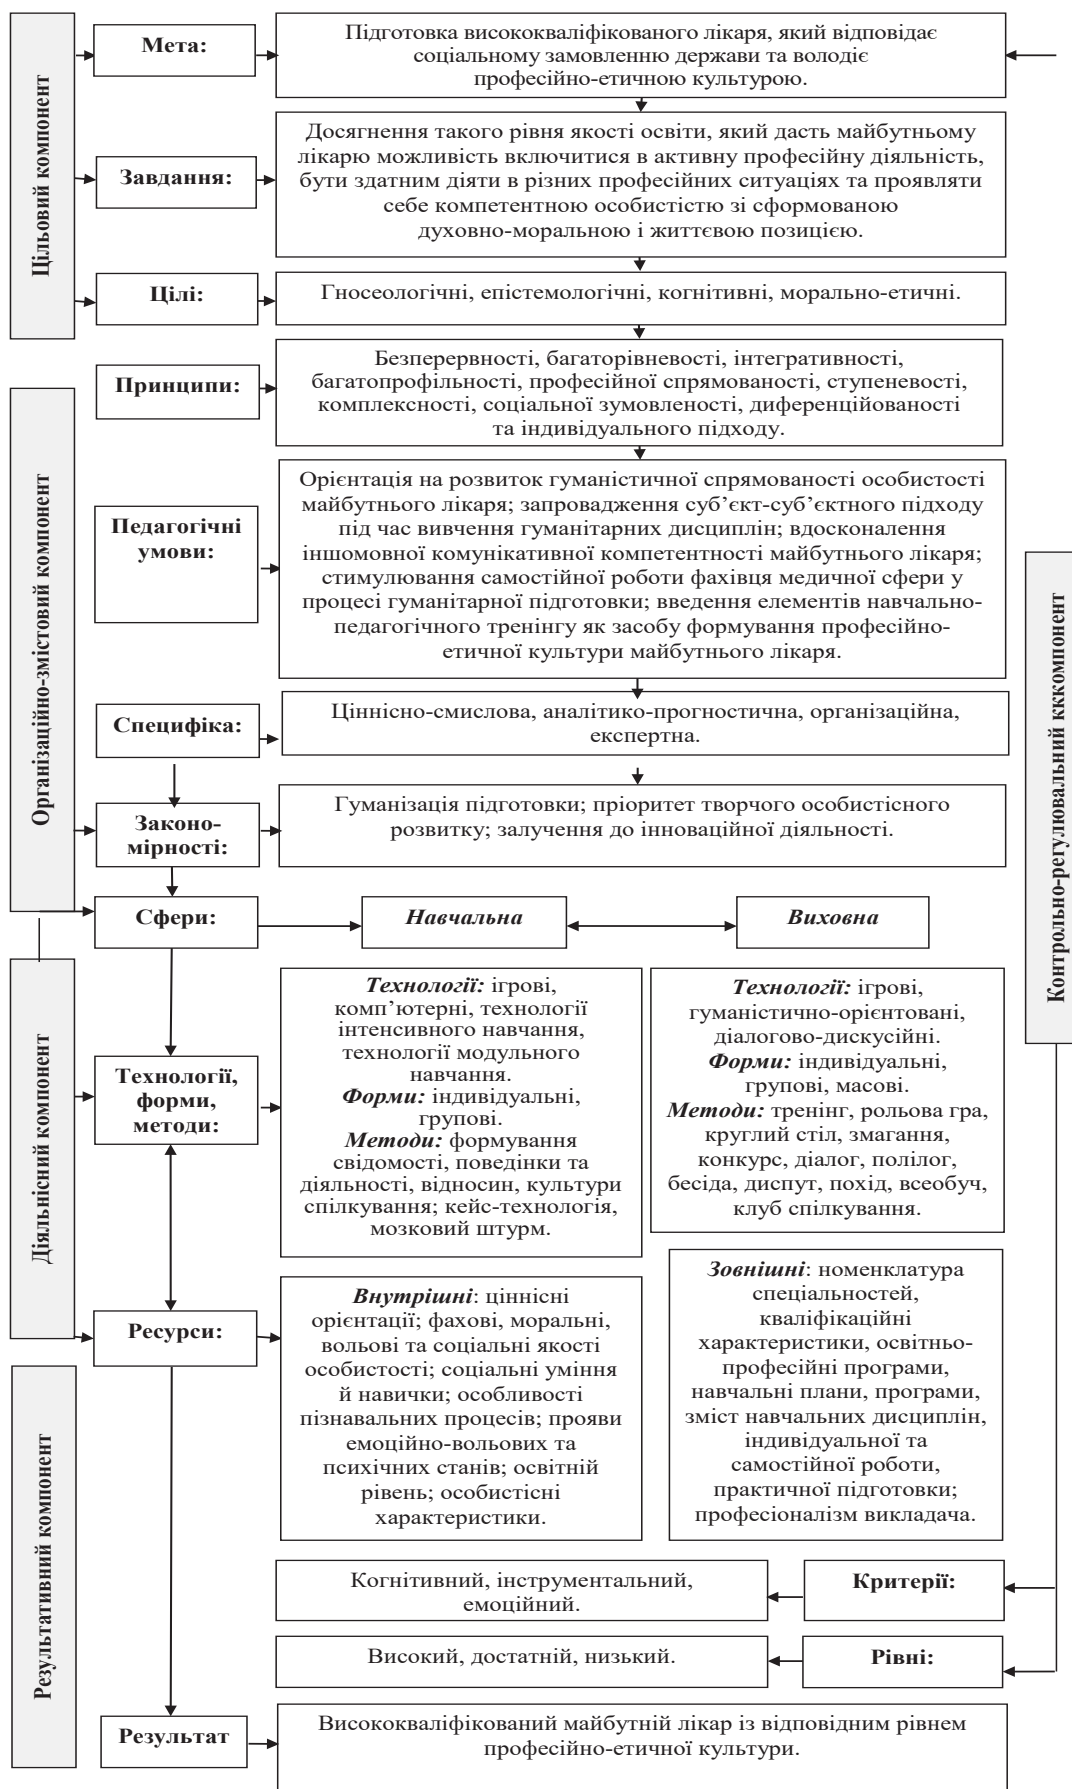 Цільовий компонент
Мета:
Підготовка висококваліфікованого лікаря, який відповідає
соціальному замовленню держави та володіє
професійно-етичною культурою.
Завдання:
Досягнення такого рівня якості освіти, який дасть майбутньому
лікарю можливість включитися в активну професійну діяльність,
бути здатним діяти в різних професійних ситуаціях та проявляти
себе компетентною особистістю зі сформованою
духовно-моральною і життєвою позицією.
Цілі:
Гносеологічні, епістемологічні, когнітивні, морально-етичні.
Організаційно-змістовий компонент
Принципи:
Безперервності, багаторівневості, інтегративності,
багатопрофільності, професійної спрямованості, ступеневості,
комплексності, соціальної зумовленості, диференційованості
та індивідуального підходу.
Педагогічні
умови:
Орієнтація на розвиток гуманістичної спрямованості особистості
майбутнього лікаря; запровадження суб’єкт-суб’єктного підходу
під час вивчення гуманітарних дисциплін; вдосконалення
іншомовної комунікативної компетентності майбутнього лікаря;
стимулювання самостійної роботи фахівця медичної сфери у
процесі гуманітарної підготовки; введення елементів навчально-
педагогічного тренінгу як засобу формування професійно-
етичної культури майбутнього лікаря.
Специфіка:
Ціннісно-смислова, аналітико-прогностична, організаційна,
експертна.
Законо-
мірності:
Гуманізація підготовки; пріоритет творчого особистісного
розвитку; залучення до інноваційної діяльності.
Контрольно-регулювальний кккомпонент
Сфери:
Навчальна
Виховна
Діяльнісний компонент
Технології,
форми,
методи:
Технології: ігрові,
комп’ютерні, технології
інтенсивного навчання,
технології модульного
навчання.
Форми: індивідуальні,
групові.
Методи: формування
свідомості, поведінки та
діяльності, відносин, культури
спілкування; кейс-технологія,
мозковий штурм.
Технології: ігрові,
гуманістично-орієнтовані,
діалогово-дискусійні.
Форми: індивідуальні,
групові, масові.
Методи: тренінг, рольова гра,
круглий стіл, змагання,
конкурс, діалог, полілог,
бесіда, диспут, похід, всеобуч,
клуб спілкування.
Ресурси:
Внутрішні: ціннісні
орієнтації; фахові, моральні,
вольові та соціальні якості
особистості; соціальні уміння
й навички; особливості
пізнавальних процесів; прояви
емоційно-вольових та
психічних станів; освітній
рівень; особистісні
характеристики.
Зовнішні: номенклатура
спеціальностей,
кваліфікаційні
характеристики, освітньо-
професійні програми,
навчальні плани, програми,
зміст навчальних дисциплін,
індивідуальної та
самостійної роботи,
практичної підготовки;
професіоналізм викладача.
Результативний компонент
Когнітивний, інструментальний,
емоційний.
Критерії:
Високий, достатній, низький.
Рівні:
Результат
Висококваліфікований майбутній лікар із відповідним рівнем
професійно-етичної культури.